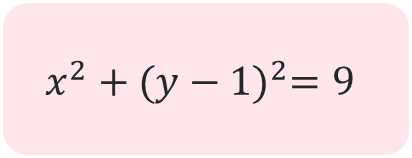 x² + (y − 1)² = 9